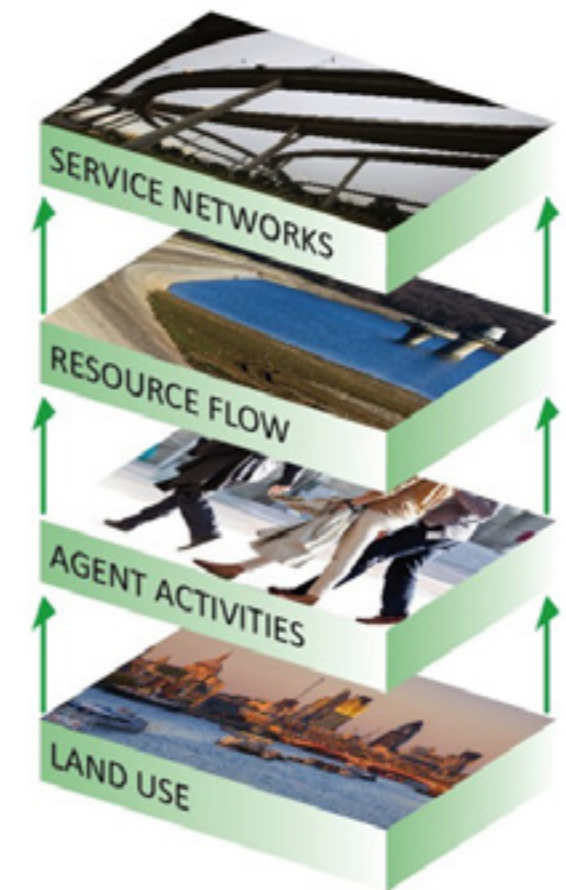 SERVICE NETWORKS
RESOURCE FLOW
AGENT ACTIVITIES
LAND USE